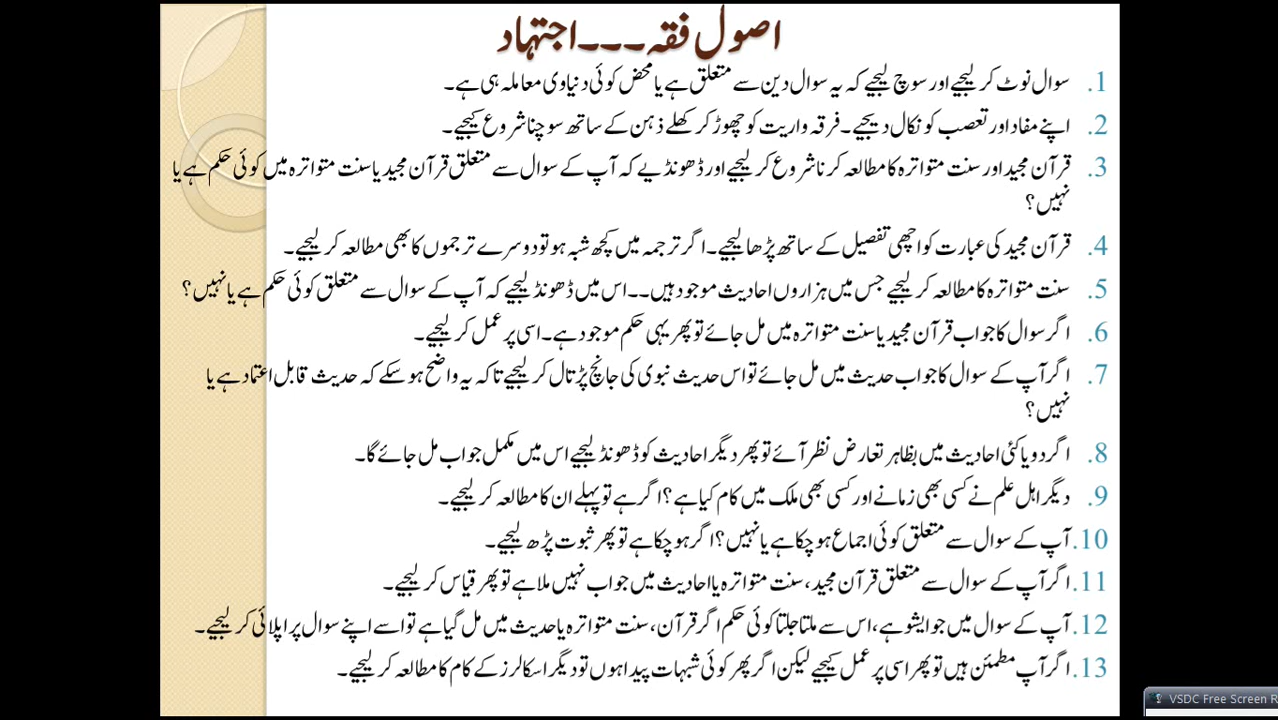 اصول فقہ۔۔۔اجتہاد
1. سوال نوٹ کر لیجیے اور سوچ لیجیے کہ یہ سوال دین سے متعلق ہے یا محض کوئی دنیاوی معاملہ ہی ہے۔
2. اپنے مفاد اور تعصب کو نکال دیجیے۔ فرقہ واریت کو چھوڑ کر کھلے ذہن کے ساتھ سوچنا شروع کیجیے۔
3. قرآن مجید اور سنت متواترہ کا مطالعہ کرنا شروع کر لیجیے اور ڈھونڈیے کہ آپ کے سوال سے متعلق قرآن مجید یا سنت متواترہ میں کوئی حکم ہے یا
نہیں؟
4. قرآن مجید کی عبارت کو اچھی تفصیل کے ساتھ پڑھا لیجیے۔ اگر ترجمہ میں کچھ شبہ ہو تو دوسرے ترجموں کا بھی مطالعہ کر لیجیے۔
5. سنت متواترہ کا مطالعہ کر لیجیے جس میں ہزاروں احادیث موجود ہیں۔۔ اس میں ڈھونڈ لیجیے کہ آپ کے سوال سے متعلق کوئی حکم ہے یا نہیں؟
6. اگر سوال کا جواب قرآن مجید یا سنت متواترہ میں مل جائے تو پھر یہی حکم موجود ہے۔ اسی پر عمل کر لیجیے۔
7. اگر آپ کے سوال کا جواب حدیث میں مل جائے تو اس حدیث نبوی کی جانچ پڑتال کر لیجیے تاکہ یہ واضح ہو سکے کہ حدیث قابل اعتماد ہے یا
نہیں؟
8. اگر دو یا کئی احادیث میں بظاہر تعارض نظر آئے تو پھر دیگر احادیث کو ڈھونڈ لیجیے اس میں مکمل جواب مل جائے گا۔
9. دیگر اہل علم نے کسی بھی زمانے اور کسی بھی ملک میں کام کیا ہے؟ اگر ہے تو پہلے ان کا مطالعہ کر لیجیے۔
10. آپ کے سوال سے متعلق کوئی اجماع ہو چکا ہے یا نہیں؟ اگر ہو چکا ہے تو پھر ثبوت پڑھ لیجیے۔
11. اگر آپ کے سوال سے متعلق قرآن مجید، سنت متواترہ یا احادیث میں جواب نہیں ملا ہے تو پھر قیاس کر لیجیے۔
12. آپ کے سوال میں جو ایشو ہے، اس سے ملتا جلتا کوئی حکم اگر قرآن، سنت متواترہ یا حدیث میں مل گیا ہے تو اسے اپنے سوال پر اپلائی کر لیجیے۔
13. اگر آپ مطمئن ہیں تو پھر اسی پر عمل کیجیے لیکن اگر پھر کوئی شبہات پیدا ہوں تو دیگر اسکالرز کے کام کا مطالعہ کر لیجیے۔
VSDC Free Screen R